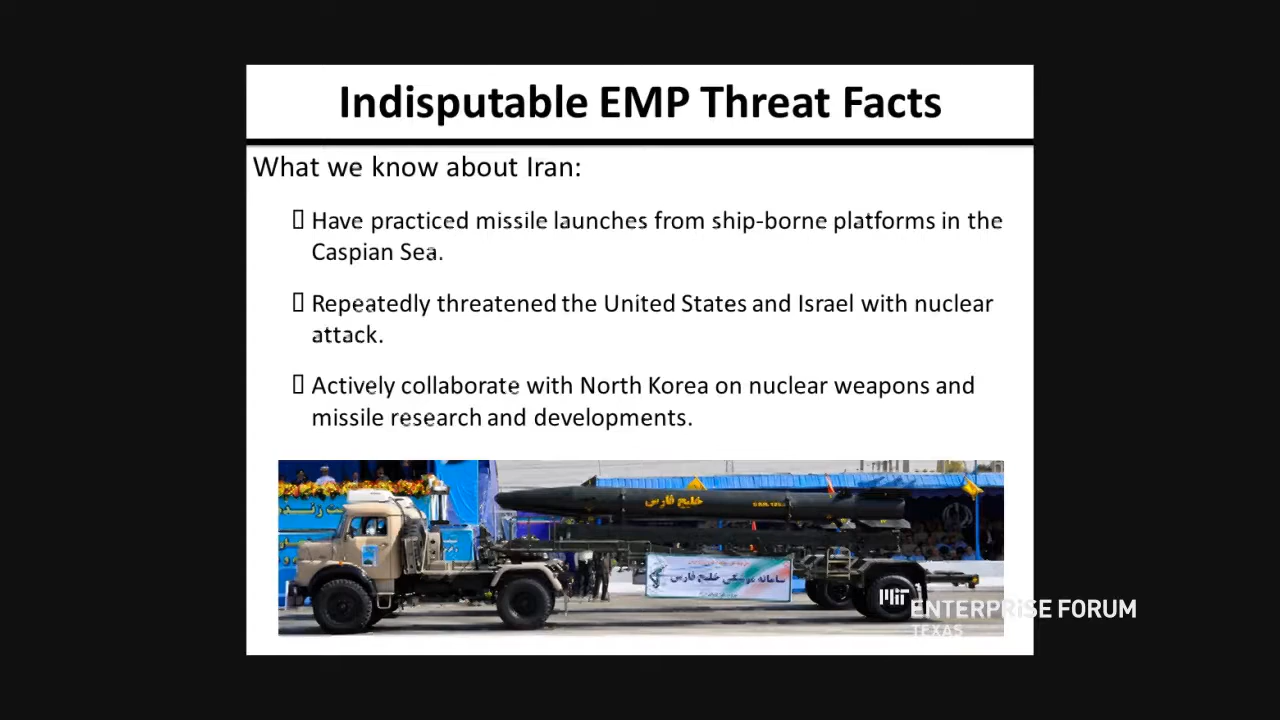 Indisputable EMP Threat Facts
What we know about Iran:
Have practiced missile launches from ship-borne platforms in the
Caspian Sea.
Repeatedly threatened the United States and Israel with nuclear
attack.
Actively collaborate with North Korea on nuclear weapons and
missile research and developments.
خلیج فارس
سامانه موشکی خلیج فارس
MIT
ENTERPRISE FORUM
TEXAS